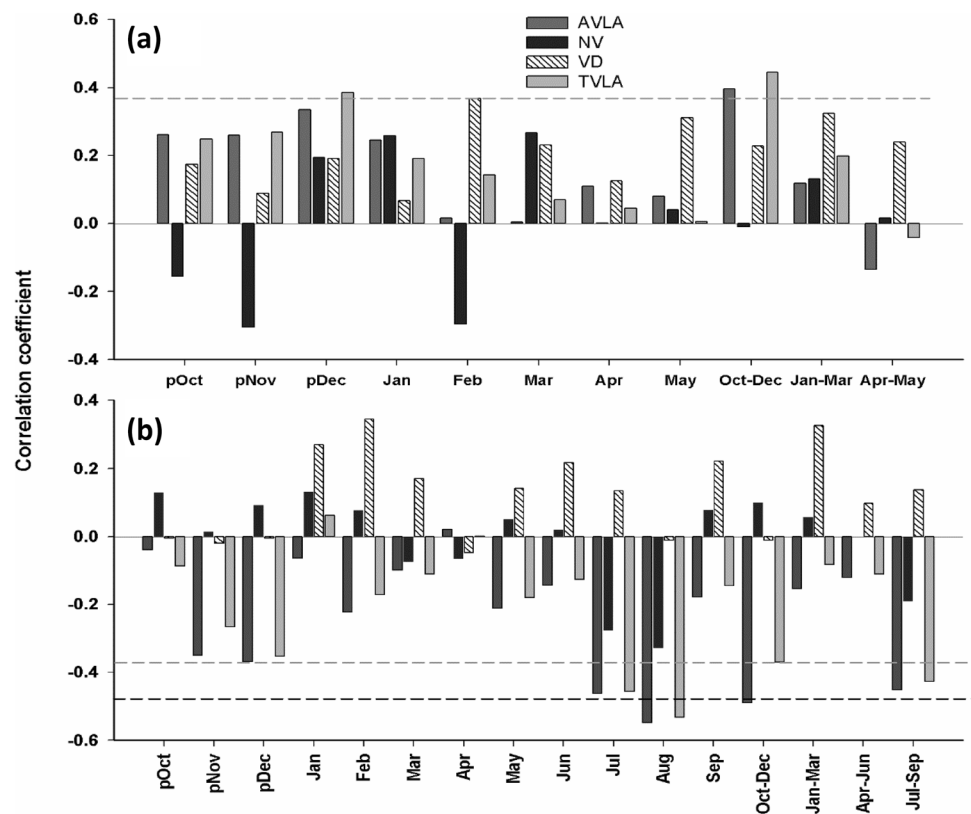 0.6
(a)
AVLA
NV
VD
TVLA
0.4
0.2
0.0
-0.2
-0.4
pOct pNov pDec Jan Feb Mar Apr May Oct-Dec Jan-Mar Apr-May
Correlation coefficient
0.4
(b)
0.2
0.0
-0.2
-0.4
-0.6
pOct pNov pDec Jan Feb Mar Apr May Jun Jul Aug Sep Oct-Dec Jan-Mar Apr-Jun Jul-Sep